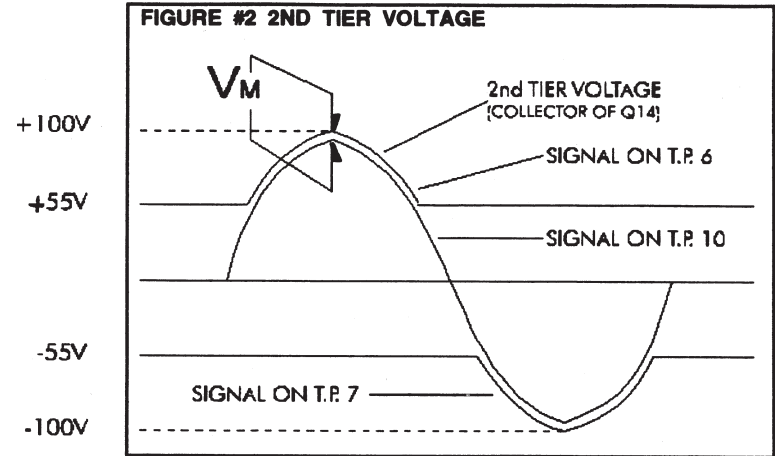 FIGURE #2 2ND TIER VOLTAGE
VM
2nd TIER VOLTAGE
(COLLECTOR OF Q14)
+100V
SIGNAL ON T.P. 6
+55V
SIGNAL ON T.P. 10
-55V
SIGNAL ON T.P. 7
-100V